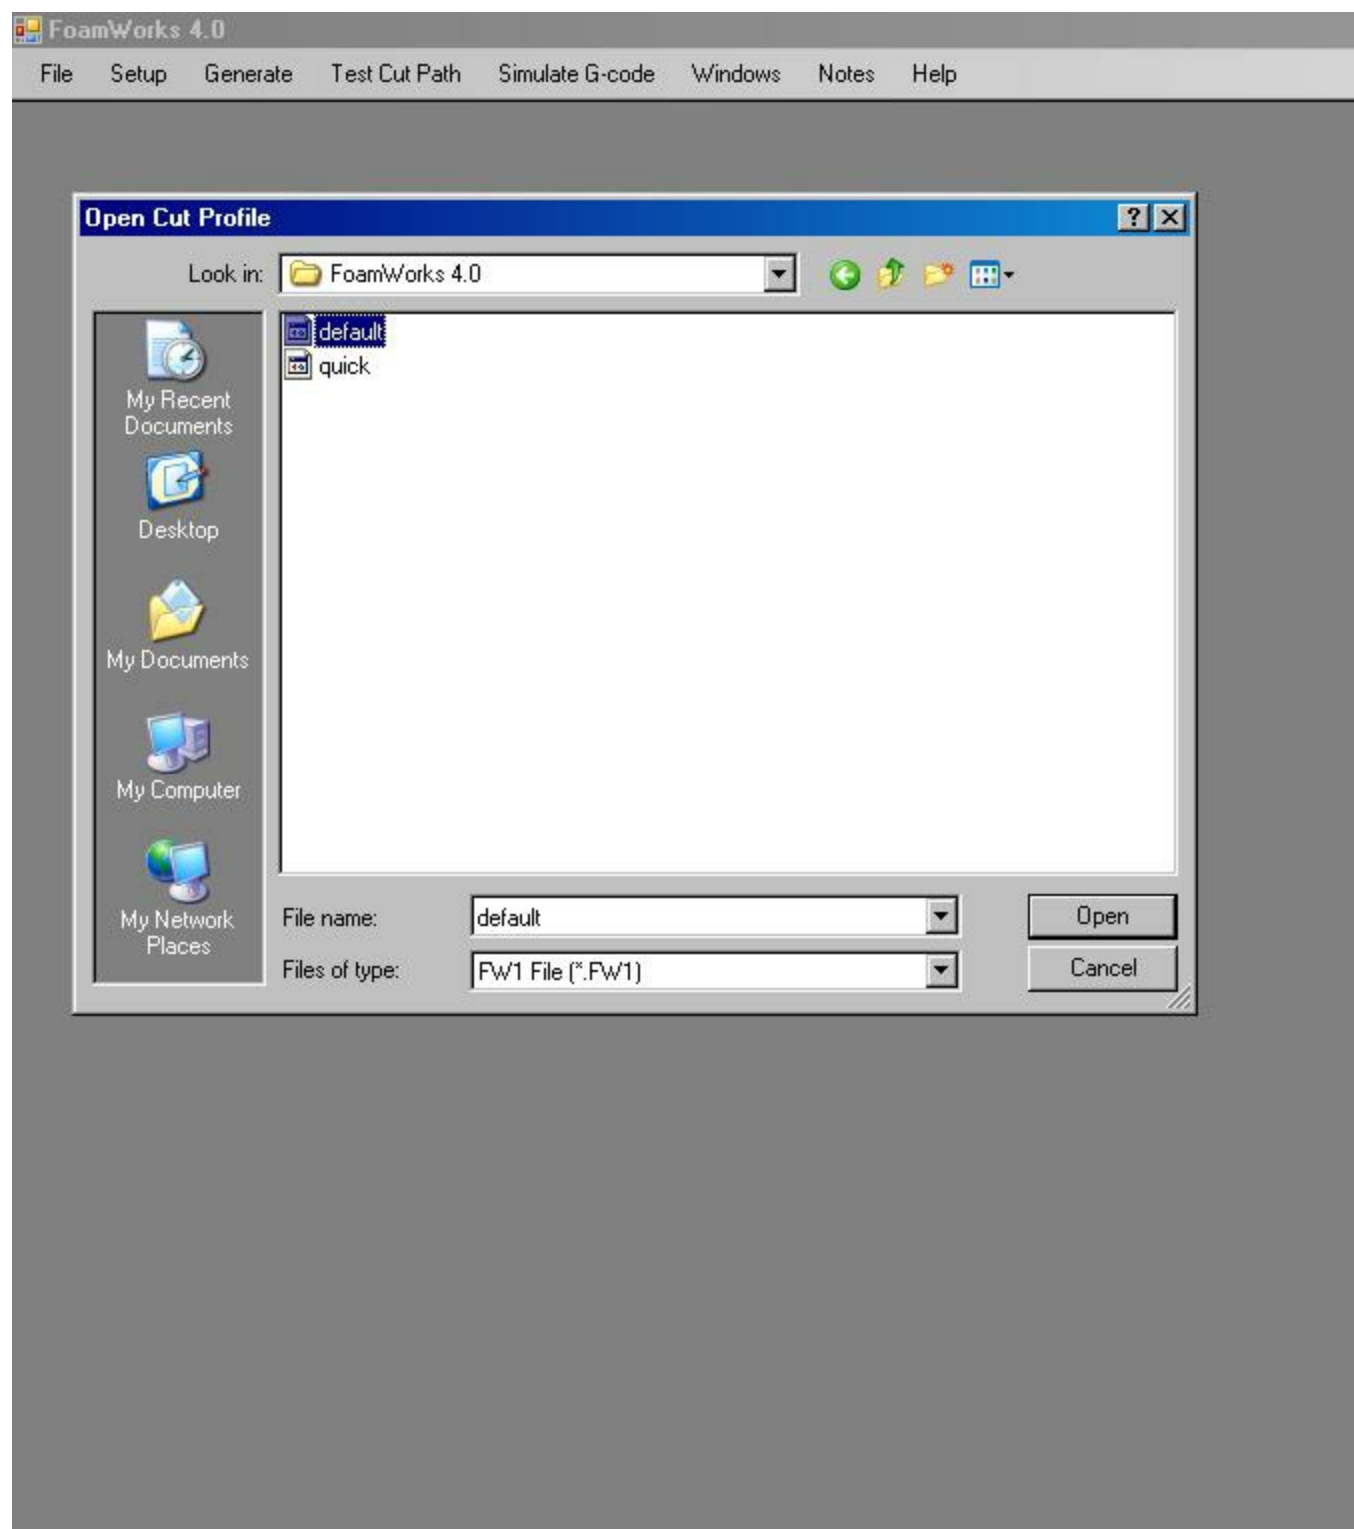 FoamWorks 4.0
File Setup Generate Test Cut Path Simulate G-code Windows Notes Help
Open Cut Profile
Look in: FoamWorks 4.0
default
quick
My Recent
Documents
Desktop
My Documents
My Computer
My Network
Places
File name: default Open
Files of type: FW1 File (*.FW1) Cancel